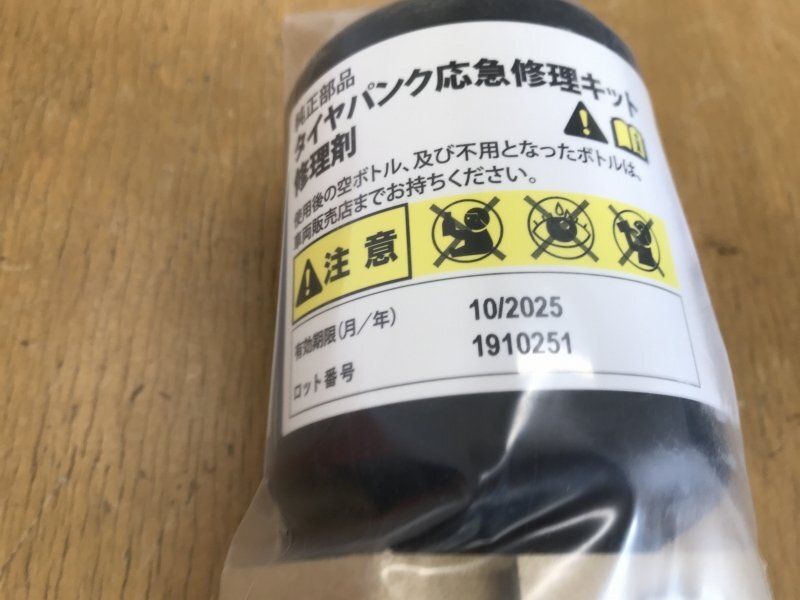 純正部品
タイヤパンク応急修理キット
修理剤
使用後の空ボトル、及び不用となったボトルは、
車両販売店までお持ちください。
注意
有効期限(月／年) 10/2025
ロット番号 1910251